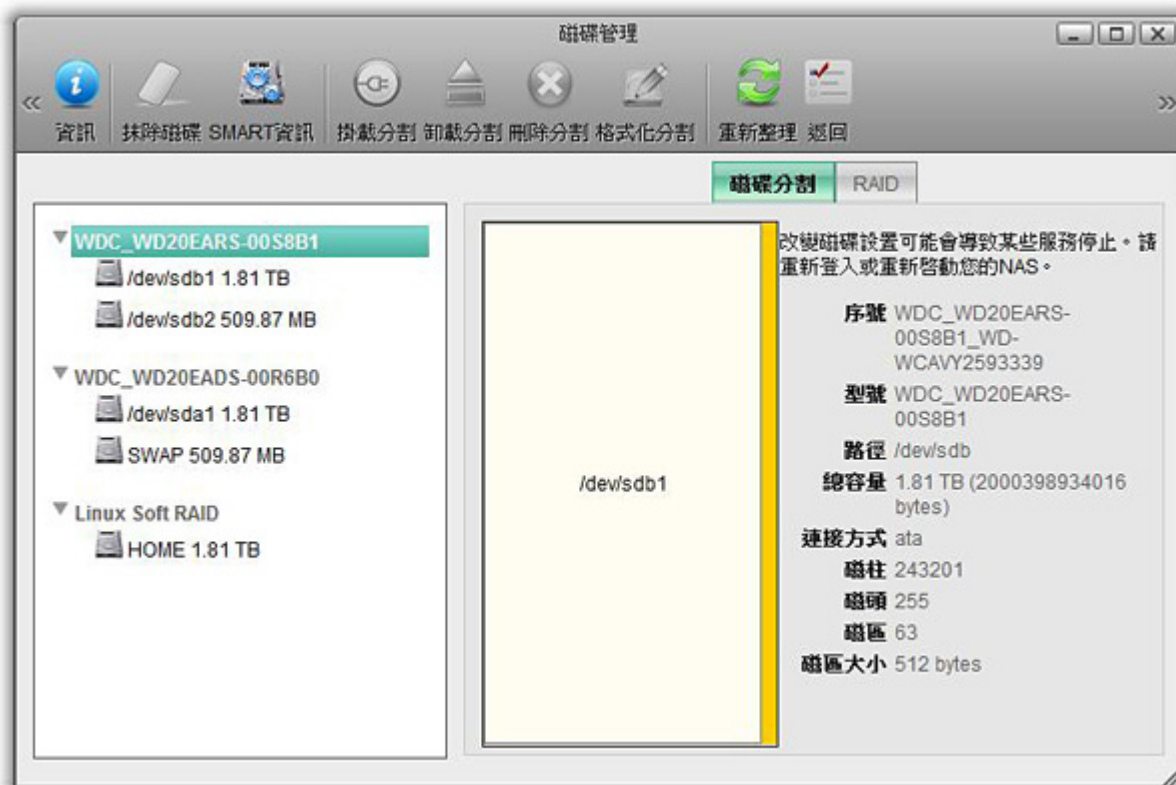 磁碟管理
資訊 抹除磁碟 SMART資訊 掛載分割 卸載分割 刪除分割 格式化分割 重新整理 返回
磁碟分割 RAID
WDC_WD20EARS-00S8B1
/dev/sdb1 1.81 TB
/dev/sdb2 509.87 MB
WDC_WD20EADS-00R6B0
/dev/sda1 1.81 TB
SWAP 509.87 MB
Linux Soft RAID
HOME 1.81 TB
/dev/sdb1
改變磁碟設置可能會導致某些服務停止。請
重新登入或重新啓動您的NAS。
序號 WDC_WD20EARS-
00S8B1_WD-
WCAVY2593339
型號 WDC_WD20EARS-
00S8B1
路徑 /dev/sdb
總容量 1.81 TB (2000398934016
bytes)
連接方式 ata
磁柱 243201
磁頭 255
磁區 63
磁區大小 512 bytes